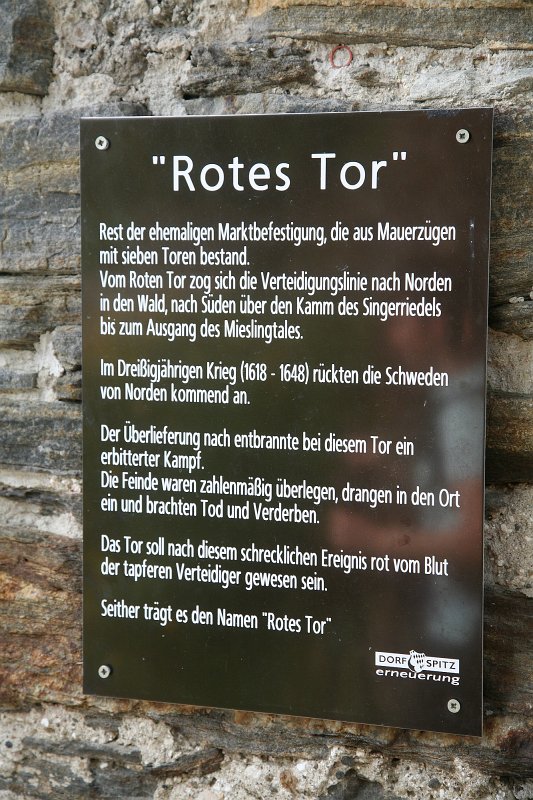 "Rotes Tor"
Rest der ehemaligen Marktbefestigung, die aus Mauerzügen
mit sieben Toren bestand.
Vom Roten Tor zog sich die Verteidigungslinie nach Norden
in den Wald, nach Süden über den Kamm des Singerriedels
bis zum Ausgang des Mieslingtales.
Im Dreißigjährigen Krieg (1618 - 1648) rückten die Schweden
von Norden kommend an.
Der Überlieferung nach entbrannte bei diesem Tor ein
erbitterter Kampf.
Die Feinde waren zahlenmäßig überlegen, drangen in den Ort
ein und brachten Tod und Verderben.
Das Tor soll nach diesem schrecklichen Ereignis rot vom Blut
der tapferen Verteidiger gewesen sein.
Seither trägt es den Namen "Rotes Tor"
DORF SPITZ
erneuerung